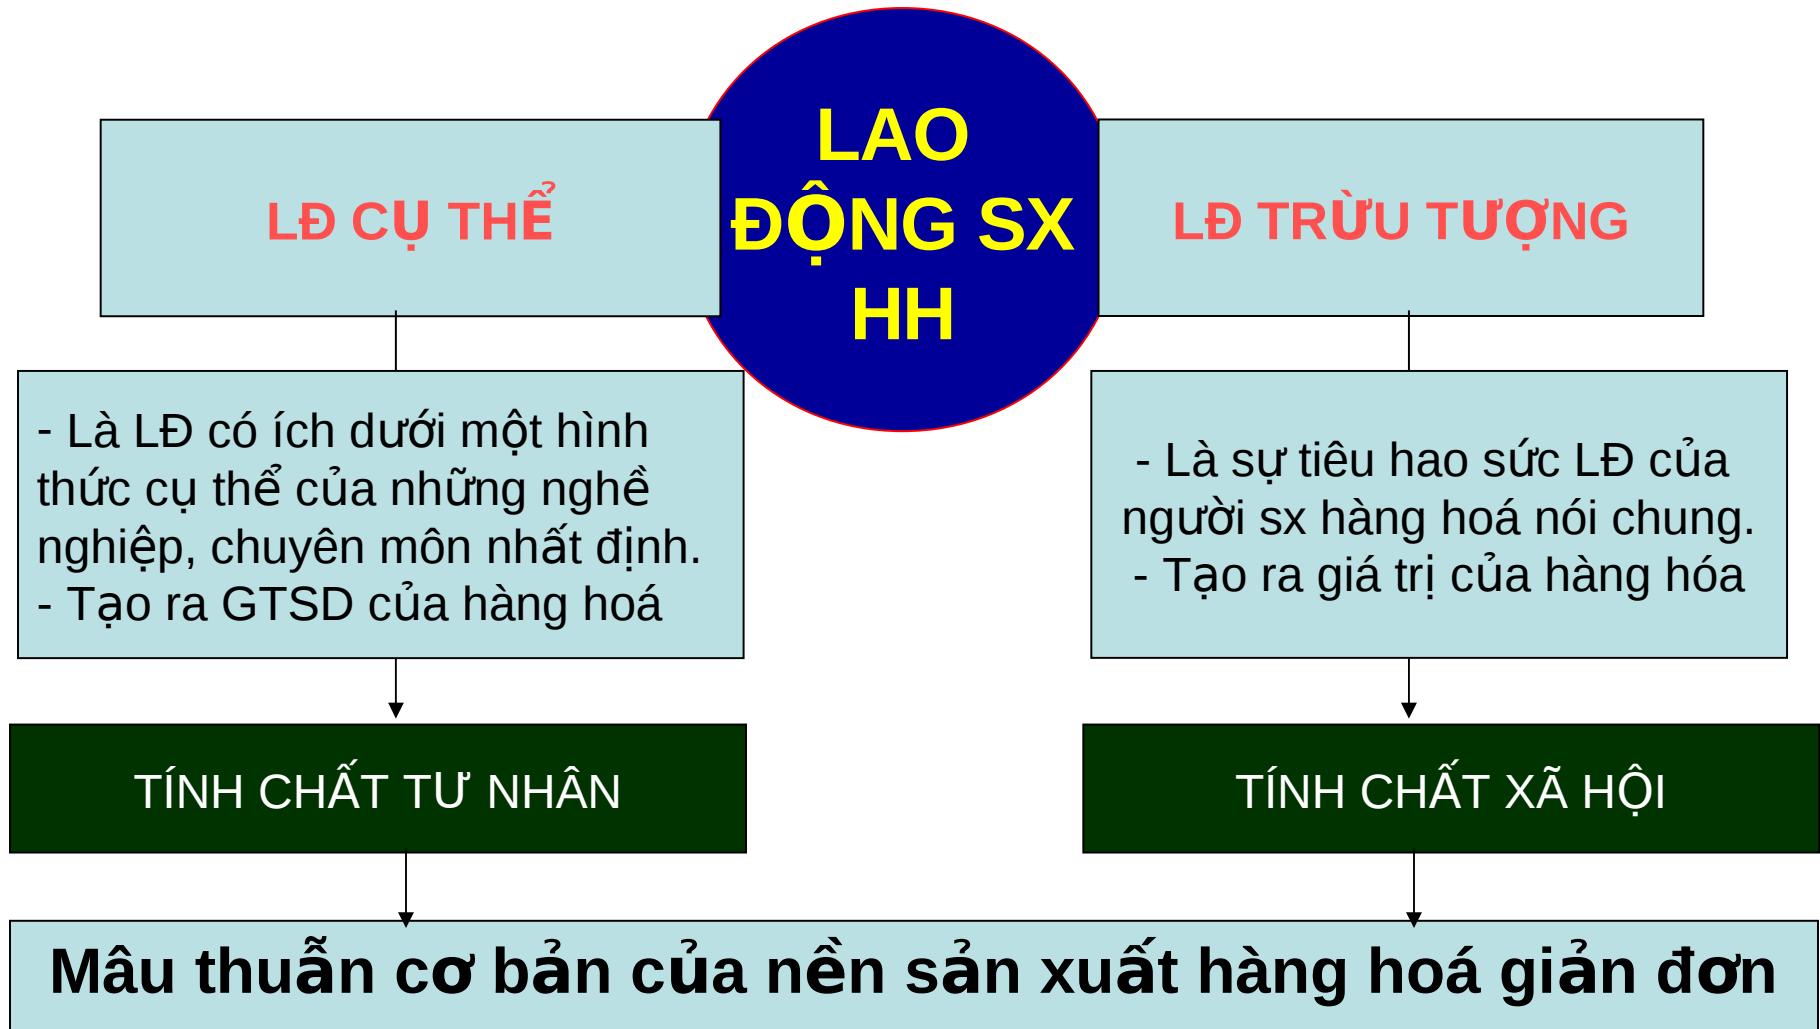 LAO
ĐỘNG SX
HH
LĐ CỤ THỂ
LĐ TRỪU TƯỢNG
- Là LĐ có ích dưới một hình
thức cụ thể của những nghề
nghiệp, chuyên môn nhất định.
- Tạo ra GTSD của hàng hoá
- Là sự tiêu hao sức LĐ của
người sx hàng hoá nói chung.
- Tạo ra giá trị của hàng hóa
TÍNH CHẤT TƯ NHÂN
TÍNH CHẤT XÃ HỘI
Mâu thuẫn cơ bản của nền sản xuất hàng hoá giản đơn